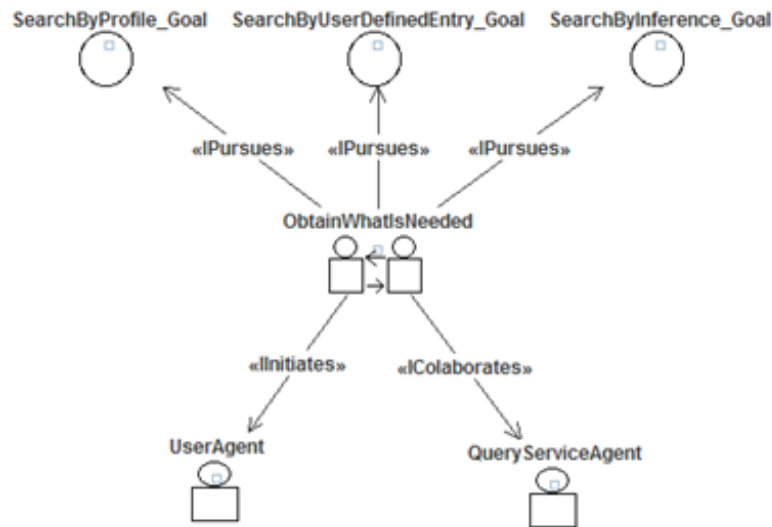 SearchByProfile_Goal SearchByUserDefinedEntry_Goal SearchByInference_Goal
«IPursues» «IPursues» «IPursues»
ObtainWhatIsNeeded
«IInitiates» «IColaborates»
UserAgent QueryServiceAgent